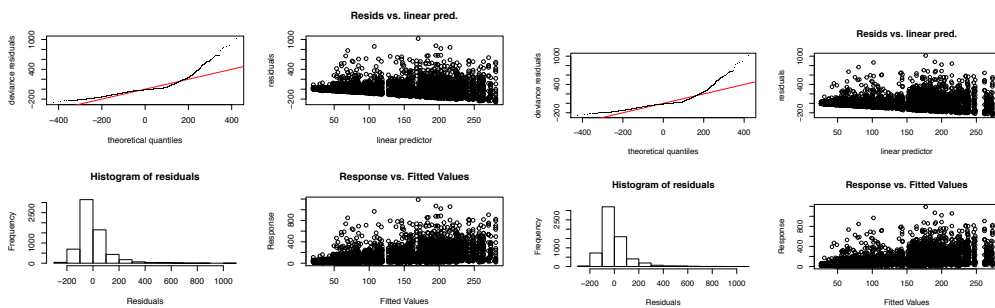 Resids vs. linear pred.
deviance residuals
−200 400 1000
−400 −200 0 200 400
theoretical quantiles
residuals
−200 400 1000
50 100 150 200 250
linear predictor
Histogram of residuals
Frequency
0 1000 2500
−200 0 200 400 600 800 1000
Residuals
Response vs. Fitted Values
Response
0 400 800
50 100 150 200 250
Fitted Values
Resids vs. linear pred.
deviance residuals
−200 400 1000
−400 −200 0 200 400
theoretical quantiles
residuals
−200 400 1000
50 100 150 200 250
linear predictor
Histogram of residuals
Frequency
0 1000 2500
−200 0 200 400 600 800 1000
Residuals
Response vs. Fitted Values
Response
0 400 800
50 100 150 200 250
Fitted Values